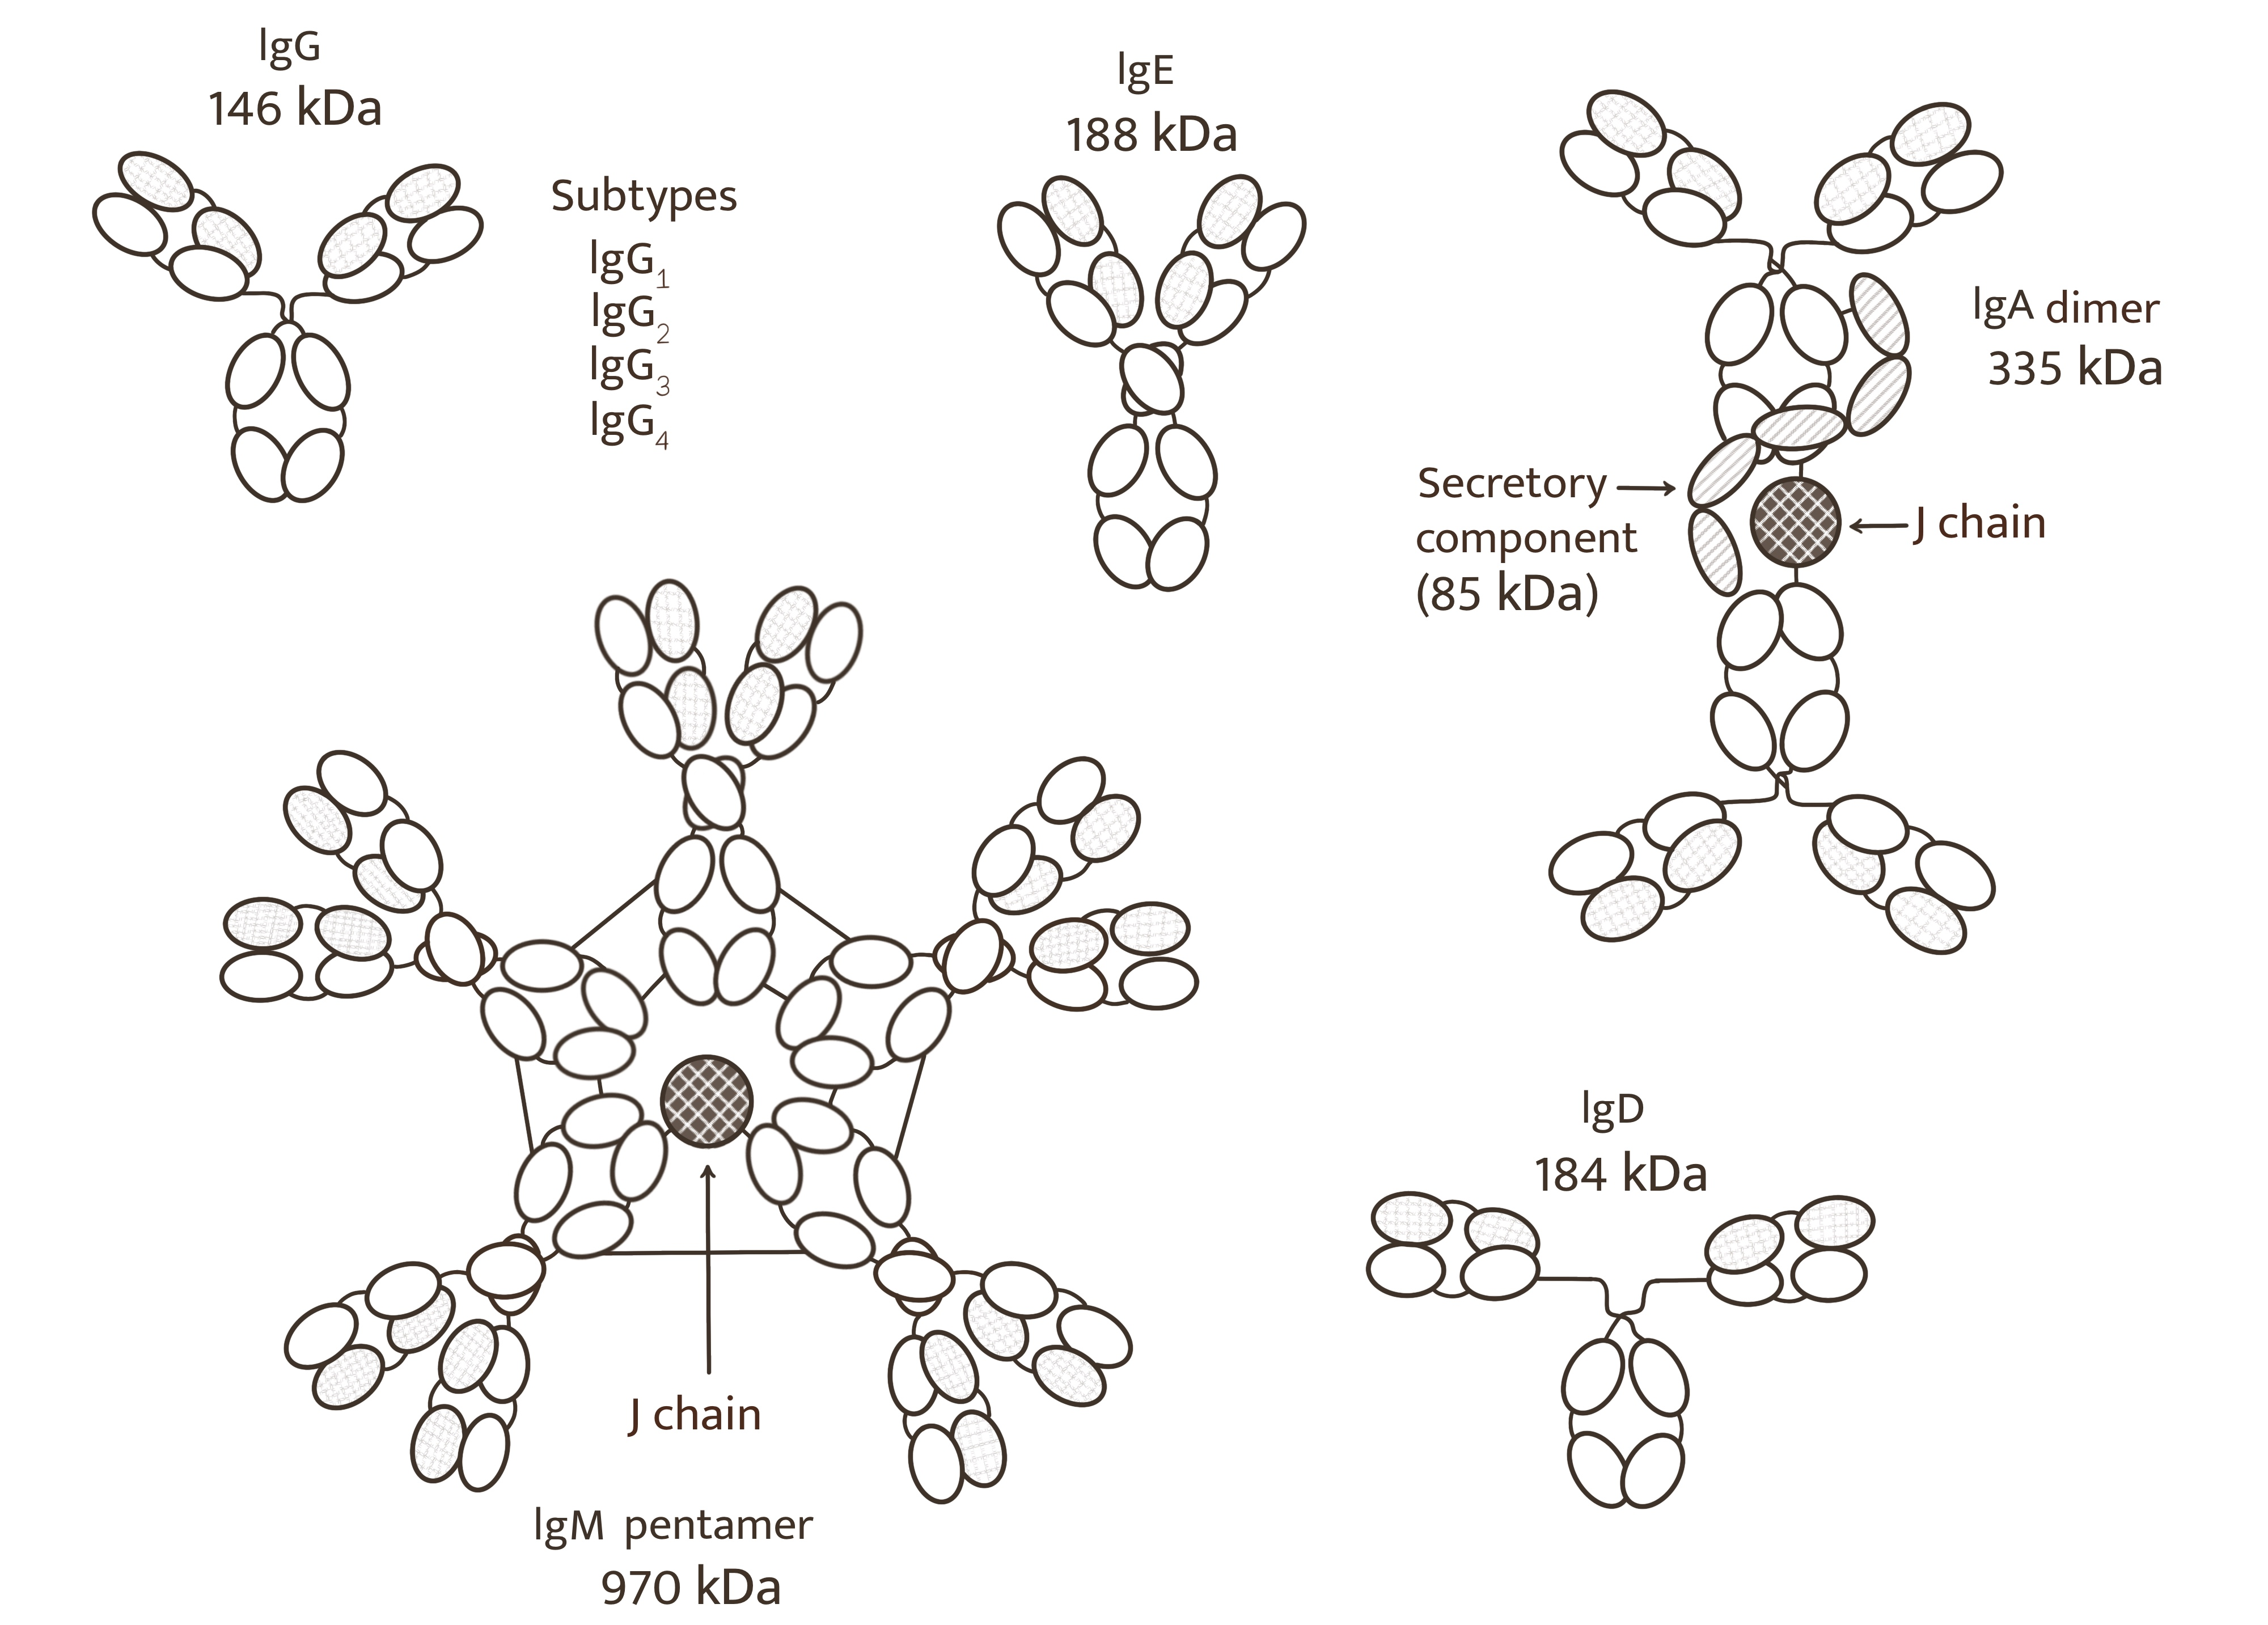 IgG
146 kDa
Subtypes
IgG₁
IgG₂
IgG₃
IgG₄
IgE
188 kDa
IgA dimer
335 kDa
Secretory
component
(85 kDa)
J chain
J chain
IgM pentamer
970 kDa
IgD
184 kDa